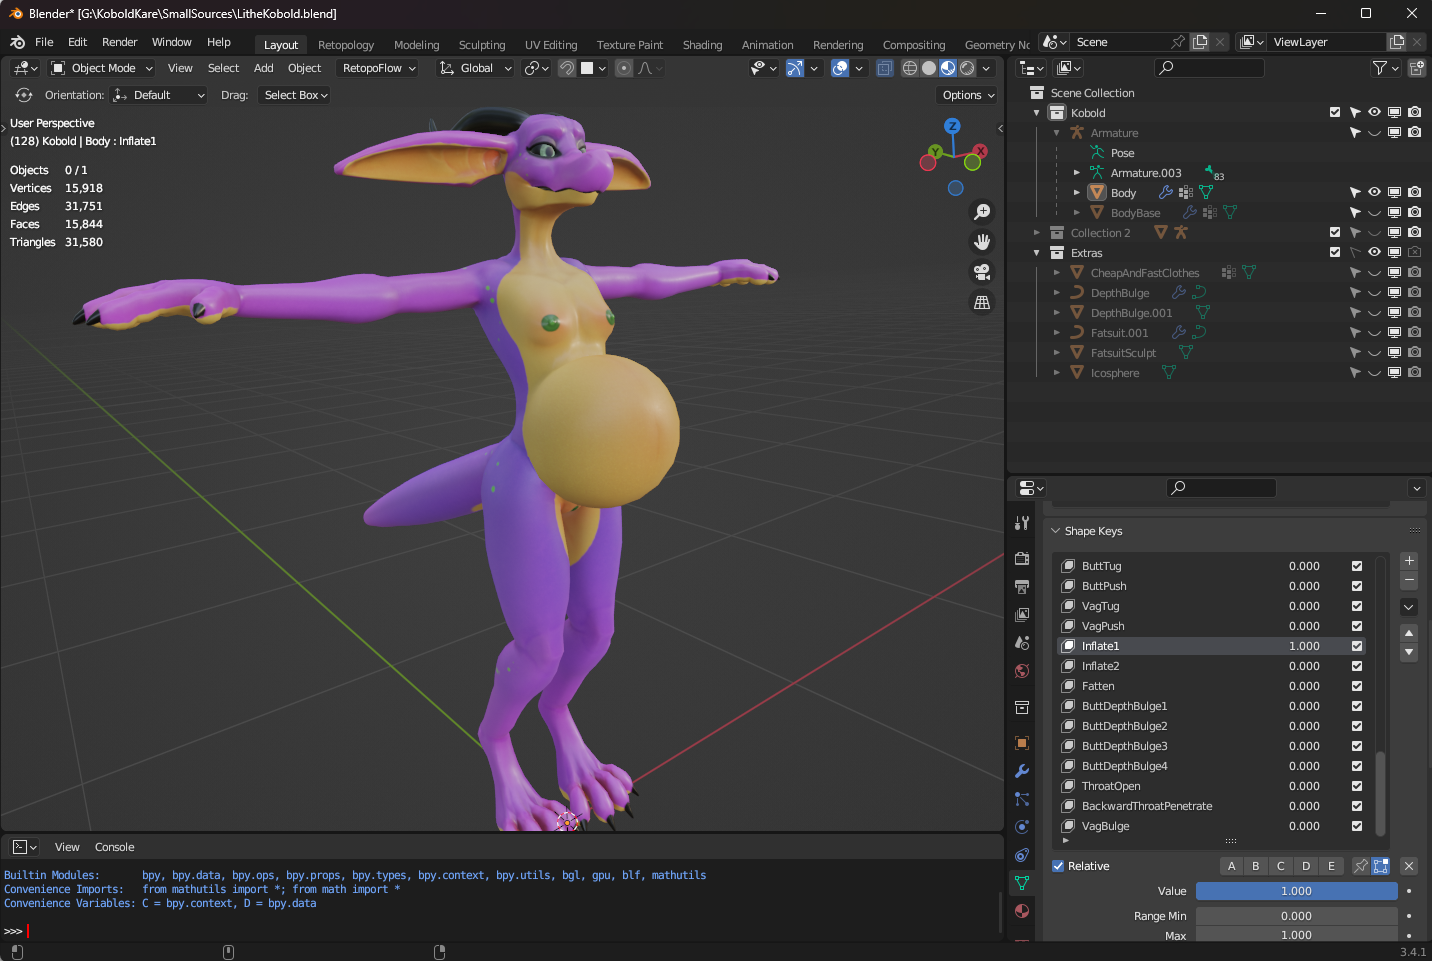 Blender* [G:\KoboldKare\SmallSources\LitheKobold.blend]
File Edit Render Window Help Layout Retopology Modeling Sculpting UV Editing Texture Paint Shading Animation Rendering Compositing Geometry No Scene ViewLayer
Object Mode View Select Add Object RetopoFlow Global
Orientation: Default Drag: Select Box Options
User Perspective
(128) Kobold | Body : Inflate1
Objects 0 / 1
Vertices 15,918
Edges 31,751
Faces 15,844
Triangles 31,580
Z
Y
X
Scene Collection
Kobold
Armature
Pose
Armature.003 83
Body
BodyBase
Collection 2
Extras
CheapAndFastClothes
DepthBulge
DepthBulge.001
Fatsuit.001
FatsuitSculpt
Icosphere
Shape Keys
ButtTug 0.000
ButtPush 0.000
VagTug 0.000
VagPush 0.000
Inflate1 1.000
Inflate2 0.000
Fatten 0.000
ButtDepthBulge1 0.000
ButtDepthBulge2 0.000
ButtDepthBulge3 0.000
ButtDepthBulge4 0.000
ThroatOpen 0.000
BackwardThroatPenetrate 0.000
VagBulge 0.000
Relative A B C D E
Value 1.000
Range Min 0.000
Max 1.000
View Console
Builtin Modules: bpy, bpy.data, bpy.ops, bpy.props, bpy.types, bpy.context, bpy.utils, bgl, gpu, blf, mathutils
Convenience Imports: from mathutils import *; from math import *
Convenience Variables: C = bpy.context, D = bpy.data
>>>
3.4.1